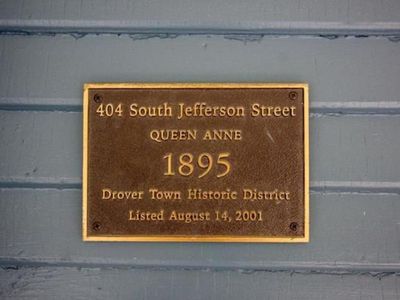 404 South Jefferson Street
QUEEN ANNE
1895
Drover Town Historic District
Listed August 14, 2001